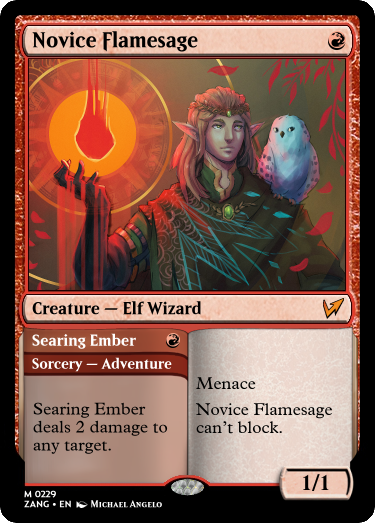 Novice Flamesage
Creature — Elf Wizard
Searing Ember
Sorcery — Adventure
Searing Ember
deals 2 damage to
any target.
Menace
Novice Flamesage
can't block.
1/1
M 0229
ZANG • EN Michael Angelo